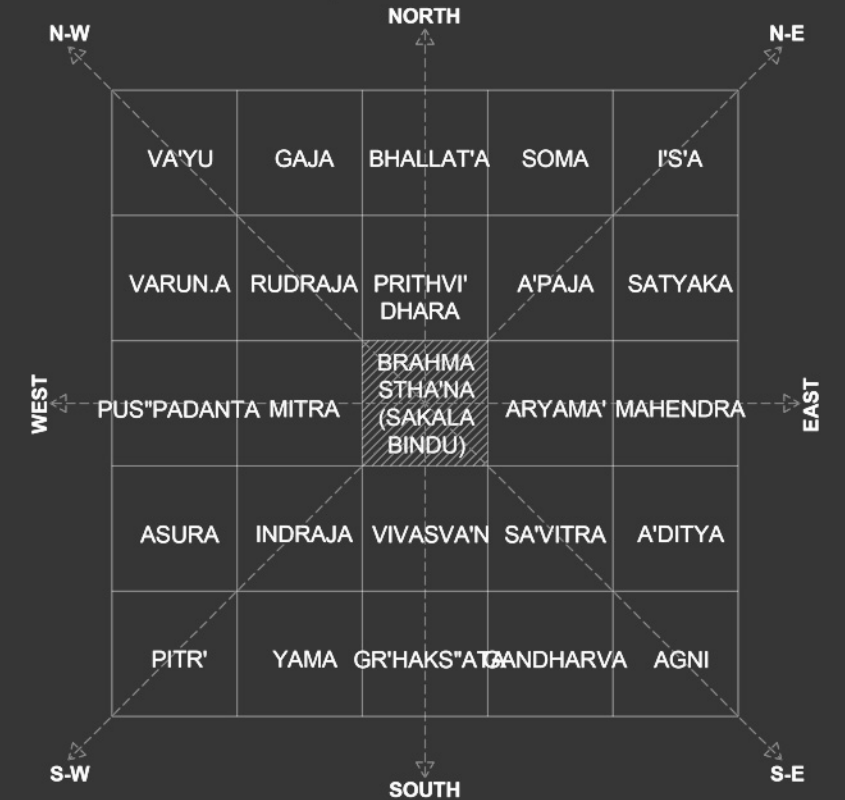 NORTH
N-W
N-E
VA'YU GAJA BHALLAT'A SOMA I'S'A
VARUN.A RUDRAJA PRITHVI' A'PAJA SATYAKA
DHARA
BRAHMA
STHA'NA
WEST
PUS"PADANTA MITRA (SAKALA ARYAMA' MAHENDRA
EAST
BINDU)
ASURA INDRAJA VIVASVA'N SA'VITRA A'DITYA
PITR' YAMA GR'HAKS"ATA GANDHARVA AGNI
S-W
S-E
SOUTH